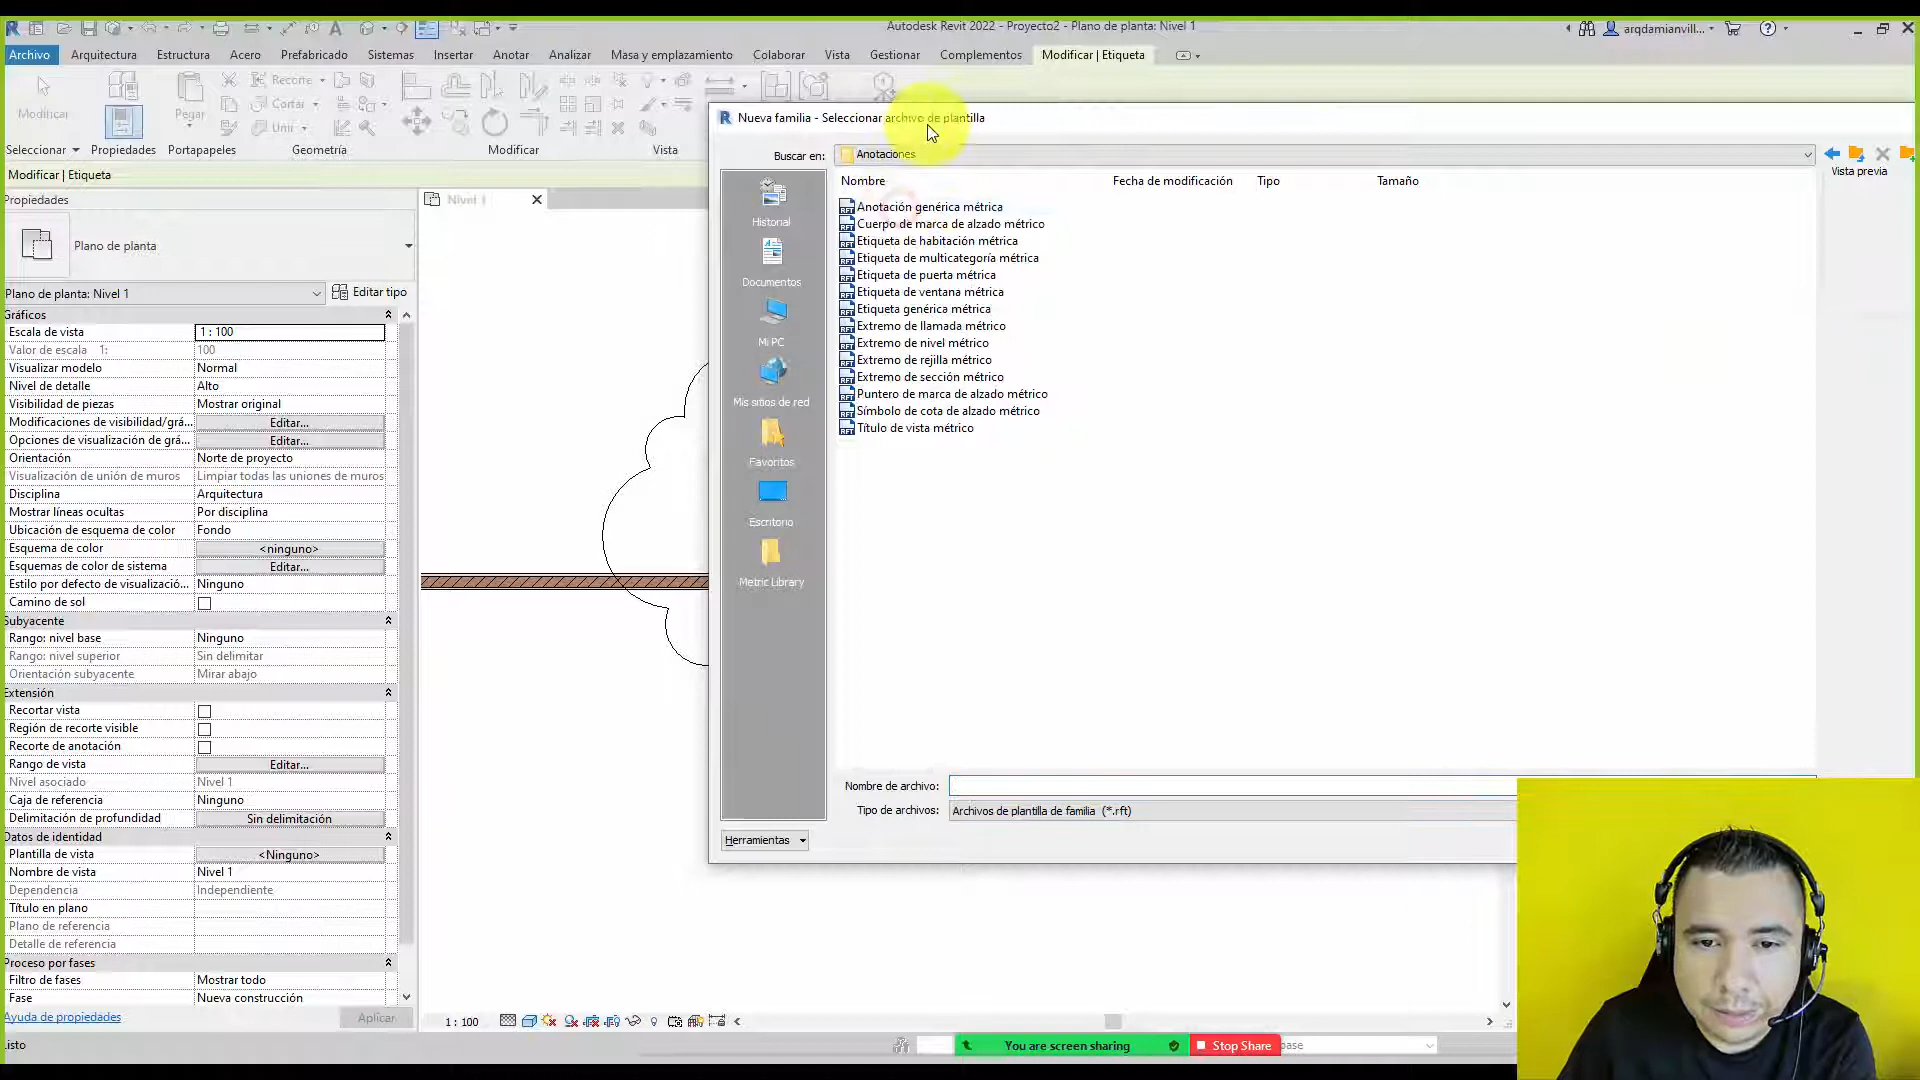 Autodesk Revit 2022 - Proyecto2 - Plano de planta: Nivel 1
arqdamianvill...
Archivo Arquitectura Estructura Acero Prefabricado Sistemas Insertar Anotar Analizar Masa y emplazamiento Colaborar Vista Gestionar Complementos Modificar | Etiqueta
Modificar
Pegar
Recorte
Cortar
Unir
Seleccionar Propiedades Portapapeles Geometría Modificar Vista
Modificar | Etiqueta
Propiedades
Plano de planta
Plano de planta: Nivel 1 Editar tipo
Gráficos
Escala de vista 1 : 100
Valor de escala 1: 100
Visualizar modelo Normal
Nivel de detalle Alto
Visibilidad de piezas Mostrar original
Modificaciones de visibilidad/grá... Editar...
Opciones de visualización de grá... Editar...
Orientación Norte de proyecto
Visualización de unión de muros Limpiar todas las uniones de muros
Disciplina Arquitectura
Mostrar líneas ocultas Por disciplina
Ubicación de esquema de color Fondo
Esquema de color <ninguno>
Esquemas de color de sistema Editar...
Estilo por defecto de visualizació... Ninguno
Camino de sol
Subyacente
Rango: nivel base Ninguno
Rango: nivel superior Sin delimitar
Orientación subyacente Mirar abajo
Extensión
Recortar vista
Región de recorte visible
Recorte de anotación
Rango de vista Editar...
Nivel asociado Nivel 1
Caja de referencia Ninguno
Delimitación de profundidad Sin delimitación
Datos de identidad
Plantilla de vista <Ninguno>
Nombre de vista Nivel 1
Dependencia Independiente
Título en plano
Plano de referencia
Detalle de referencia
Proceso por fases
Filtro de fases Mostrar todo
Fase Nueva construcción
Ayuda de propiedades Aplicar
Listo
Nivel 1
Nueva familia - Seleccionar archivo de plantilla
Buscar en: Anotaciones
Vista previa
Nombre Fecha de modificación Tipo Tamaño
Historial
Documentos
Mi PC
Mis sitios de red
Favoritos
Escritorio
Metric Library
Anotación genérica métrica
Cuerpo de marca de alzado métrico
Etiqueta de habitación métrica
Etiqueta de multicategoría métrica
Etiqueta de puerta métrica
Etiqueta de ventana métrica
Etiqueta genérica métrica
Extremo de llamada métrico
Extremo de nivel métrico
Extremo de rejilla métrico
Extremo de sección métrico
Puntero de marca de alzado métrico
Símbolo de cota de alzado métrico
Título de vista métrico
Nombre de archivo:
Tipo de archivos: Archivos de plantilla de familia (*.rft)
Herramientas
1 : 100
You are screen sharing Stop Share base